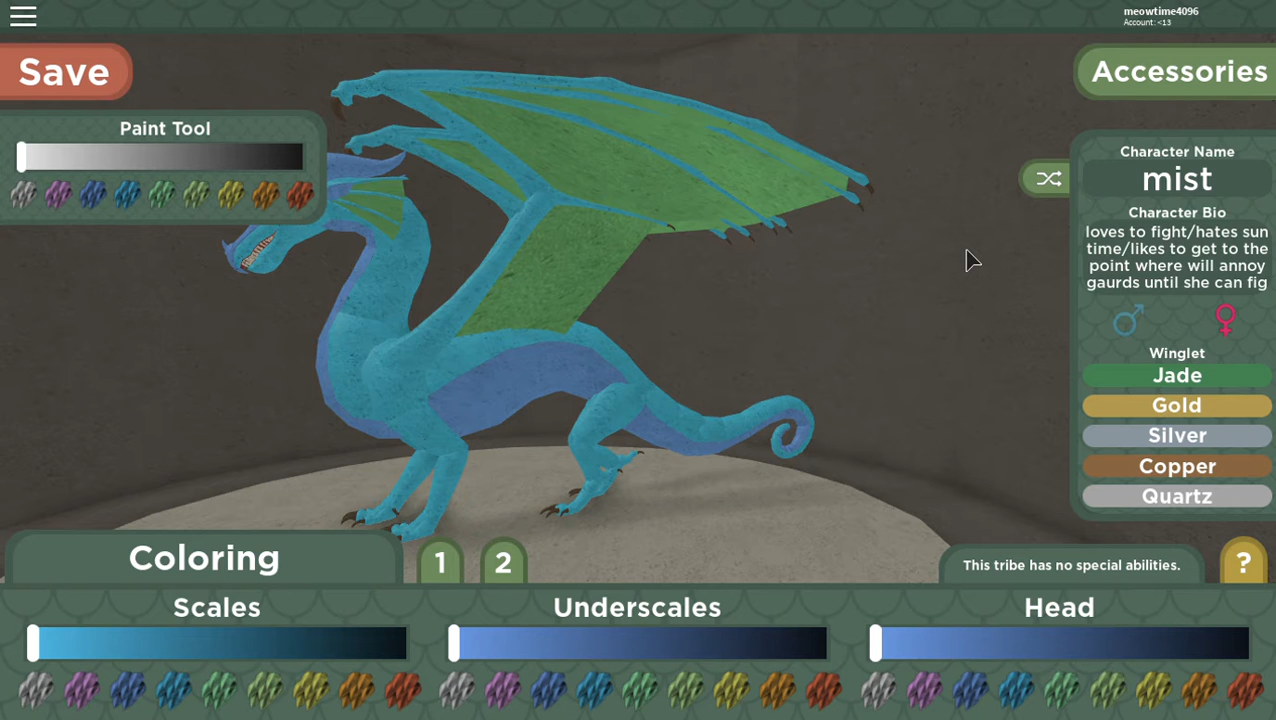 meowtime4096
Account: <13
Save
Accessories
Paint Tool
Character Name
mist
Character Bio
loves to fight/hates sun
time/likes to get to the
point where will annoy
gaurds until she can fig
Winglet
Jade
Gold
Silver
Copper
Quartz
Coloring
1
2
This tribe has no special abilities.
?
Scales
Underscales
Head